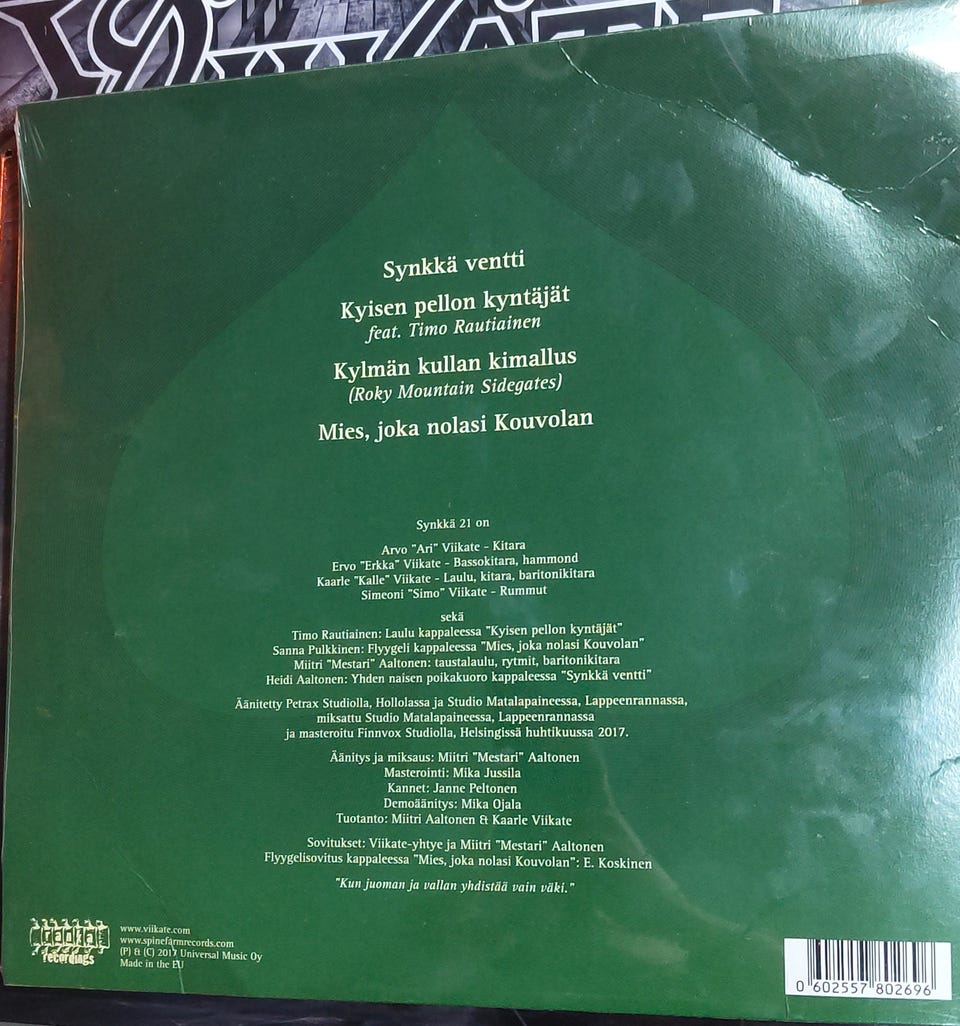 Synkkä ventti
Kyisen pellon kyntäjät
feat. Timo Rautiainen
Kylmän kullan kimallus
(Roky Mountain Sidegates)
Mies, joka nolasi Kouvolan
Synkkä 21 on
Arvo "Ari" Viikate - Kitara
Ervo "Erkka" Viikate - Bassokitara, hammond
Kaarle "Kalle" Viikate - Laulu, kitara, baritonikitara
Simeoni "Simo" Viikate - Rummut
sekä
Timo Rautiainen: Laulu kappaleessa "Kyisen pellon kyntäjät"
Sanna Pulkkinen: Flyygeli kappaleessa "Mies, joka nolasi Kouvolan"
Miitri "Mestari" Aaltonen: taustalaulu, rytmit, baritonikitara
Heidi Aaltonen: Yhden naisen poikakuoro kappaleessa "Synkkä ventti"
Äänitetty Petrax Studiolla, Hollolassa ja Studio Matalapaineessa, Lappeenrannassa,
miksattu Studio Matalapaineessa, Lappeenrannassa
ja masteroitu Finnvox Studiolla, Helsingissä huhtikuussa 2017.
Äänitys ja miksaus: Miitri "Mestari" Aaltonen
Masterointi: Mika Jussila
Kannet: Janne Peltonen
Demoäänitys: Mika Ojala
Tuotanto: Miitri Aaltonen & Kaarle Viikate
Sovitukset: Viikate-yhtye ja Miitri "Mestari" Aaltonen
Flyygelisovitus kappaleessa "Mies, joka nolasi Kouvolan": E. Koskinen
"Kun juoman ja vallan yhdistää vain väki."
ranka
recordings
www.viikate.com
www.spinefarmrecords.com
(P) & (C) 2017 Universal Music Oy
Made in the EU
0 602557 802696